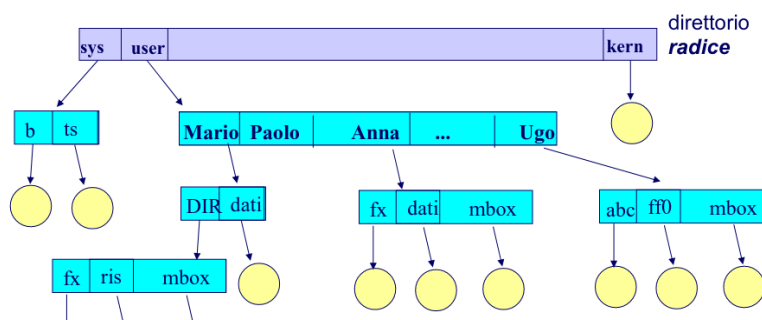 direttorio
radice
sys user kern
b ts
Mario Paolo Anna ... Ugo
DIR dati
fx dati mbox
abc ff0 mbox
fx ris mbox